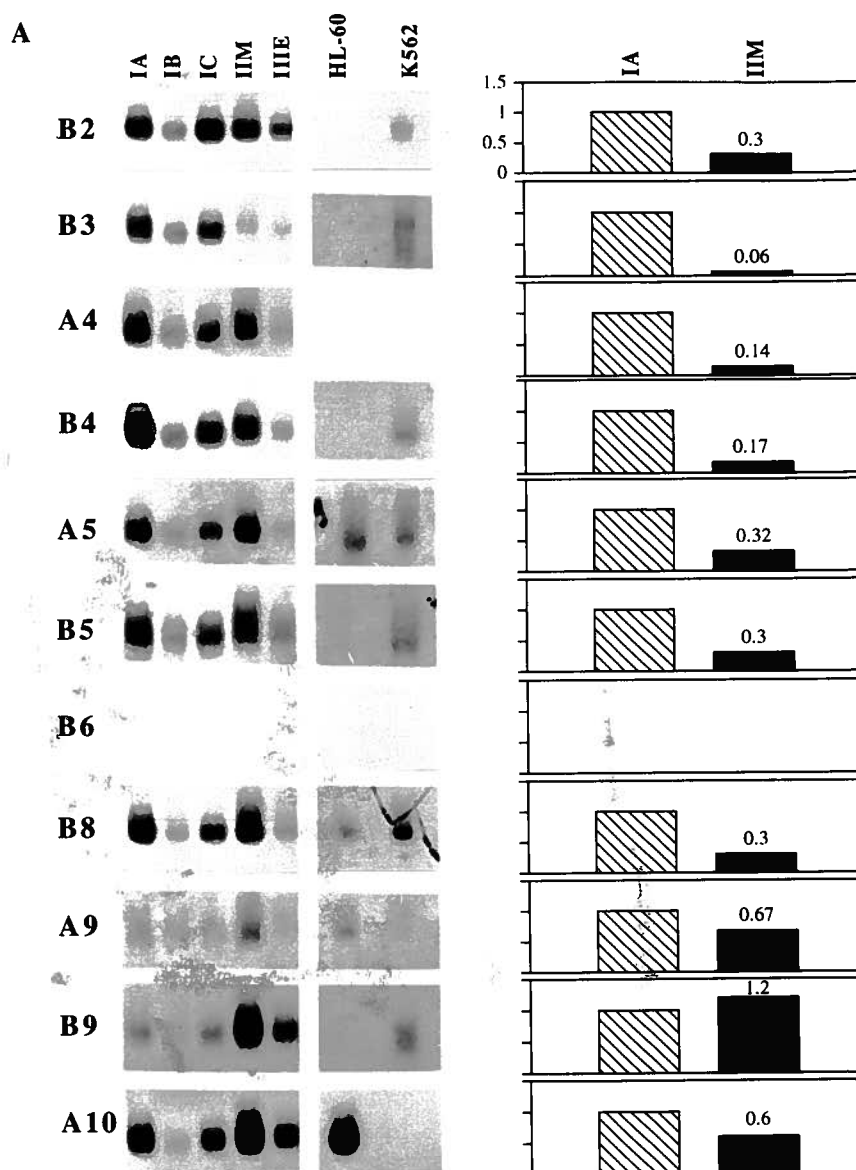 A
IA IB IC IIM IIIE HL-60 K562 IA IIM
1.5
1
0.5
0
B2 0.3
B3 0.06
A4 0.14
B4 0.17
A5 0.32
B5 0.3
B6
B8 0.3
A9 0.67
B9 1.2
A10 0.6